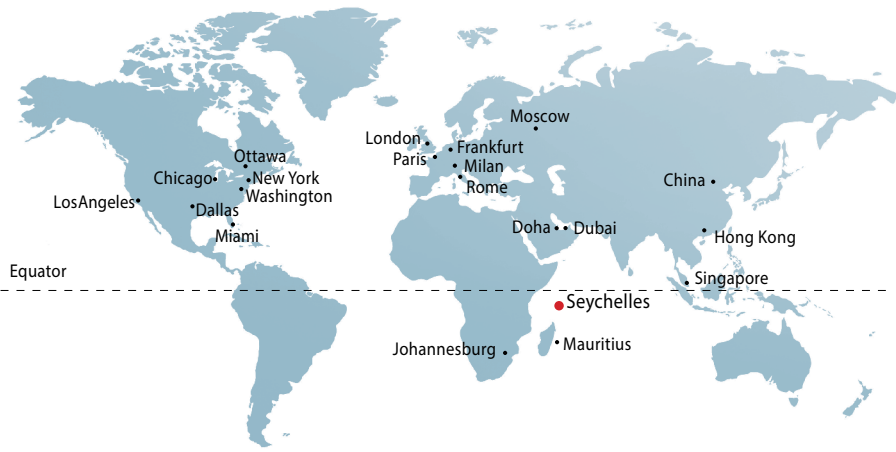 Moscow
London
Frankfurt
Paris
Milan
Rome
Ottawa
Chicago
New York
Washington
LosAngeles
Dallas
Miami
China
Doha
Dubai
Hong Kong
Equator
Singapore
Seychelles
Johannesburg
Mauritius